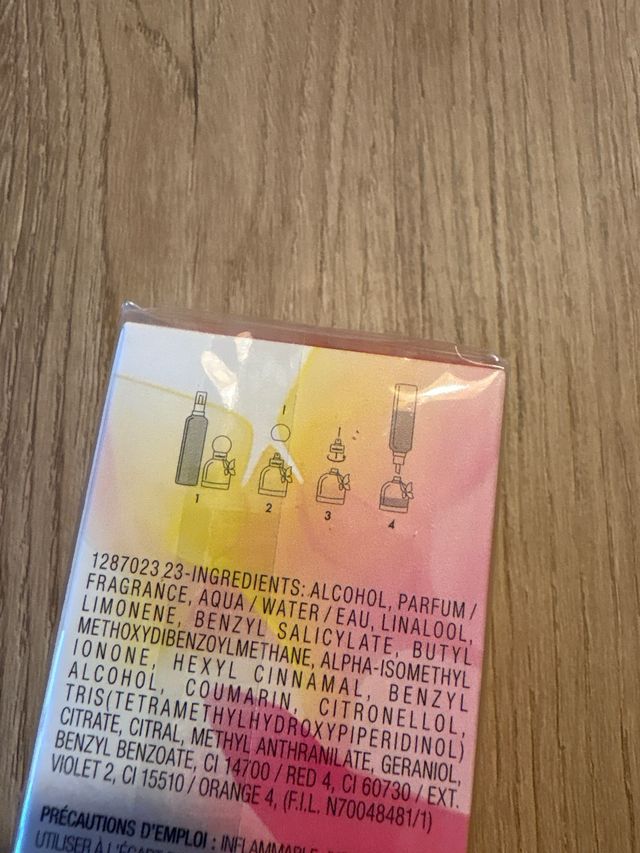 1
2
3
4
1287023 23-INGREDIENTS: ALCOHOL, PARFUM /
FRAGRANCE, AQUA / WATER / EAU, LINALOOL,
LIMONENE, BENZYL SALICYLATE, BUTYL
METHOXYDIBENZOYLMETHANE, ALPHA-ISOMETHYL
IONONE, HEXYL CINNAMAL, BENZYL
ALCOHOL, COUMARIN, CITRONELLOL,
TRIS(TETRAMETHYLHYDROXYPIPERIDINOL)
CITRATE, CITRAL, METHYL ANTHRANILATE, GERANIOL,
BENZYL BENZOATE, CI 14700 / RED 4, CI 60730 / EXT.
VIOLET 2, CI 15510 / ORANGE 4, (F.I.L. N70048481/1)
PRÉCAUTIONS D'EMPLOI : INFLAMMABLE
UTILISER À L'ÉCART